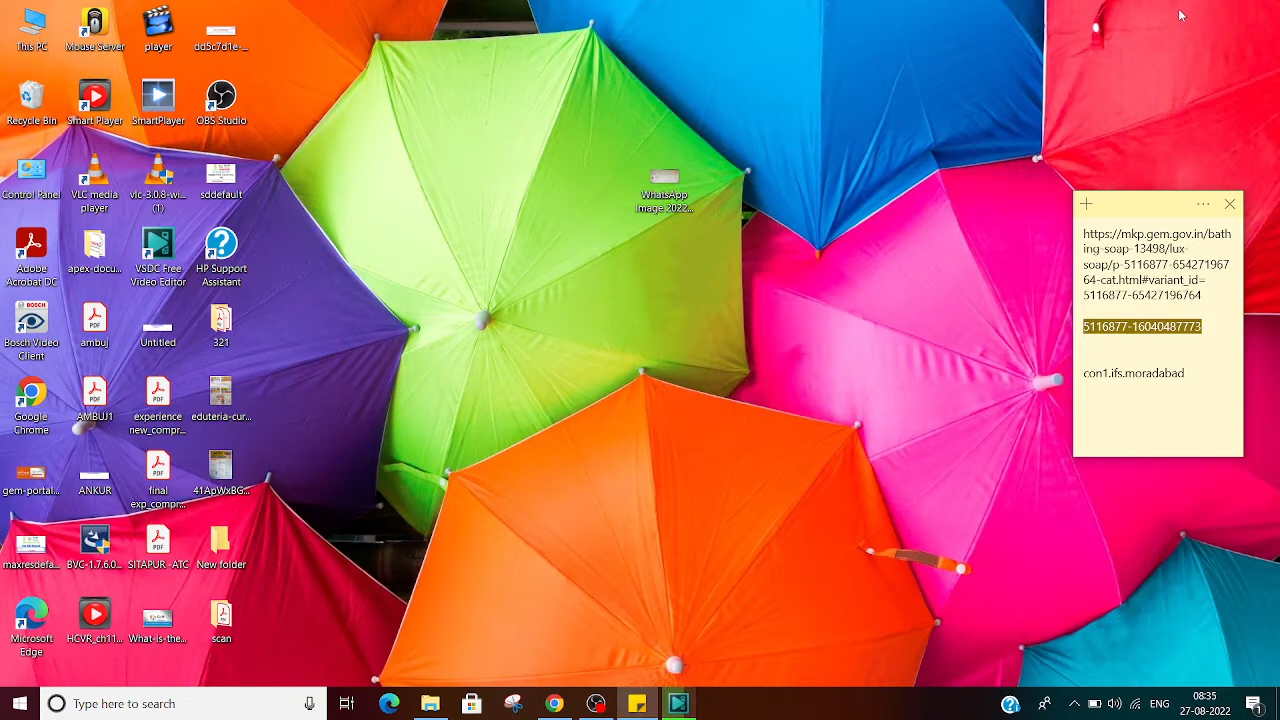 This PC
Mouse Server
player
dd5c7d1e-...
Recycle Bin
Smart Player
SmartPlayer
OBS Studio
Control Panel
VLC media
player
vlc-3.0.8-wi...
(1)
sddefault
WhatsApp
Image 2022...
Adobe
Acrobat DC
apex-docu...
VSDC Free
Video Editor
HP Support
Assistant
BOSCH
Bosch Video
Client
ambuj
Untitled
321
Google
Chrome
AMBUJ1
experience
new_compr...
eduteria-cur...
gem-portal...
ANKUR
final
exp_compr...
41ApWxBG...
maxresdefa...
BVC-1.7.6.0...
SITAPUR -ATC
New folder
Microsoft
Edge
HCVR_ch11...
What-is-the...
scan
https://mkp.gem.gov.in/bath
ing-soap-13498/lux-
soap/p-5116877-654271967
64-cat.html#variant_id=
5116877-65427196764
5116877-16040487773
con1.ifs.moradabad
Type here to search
ENG
08:35
27-08-2022
1